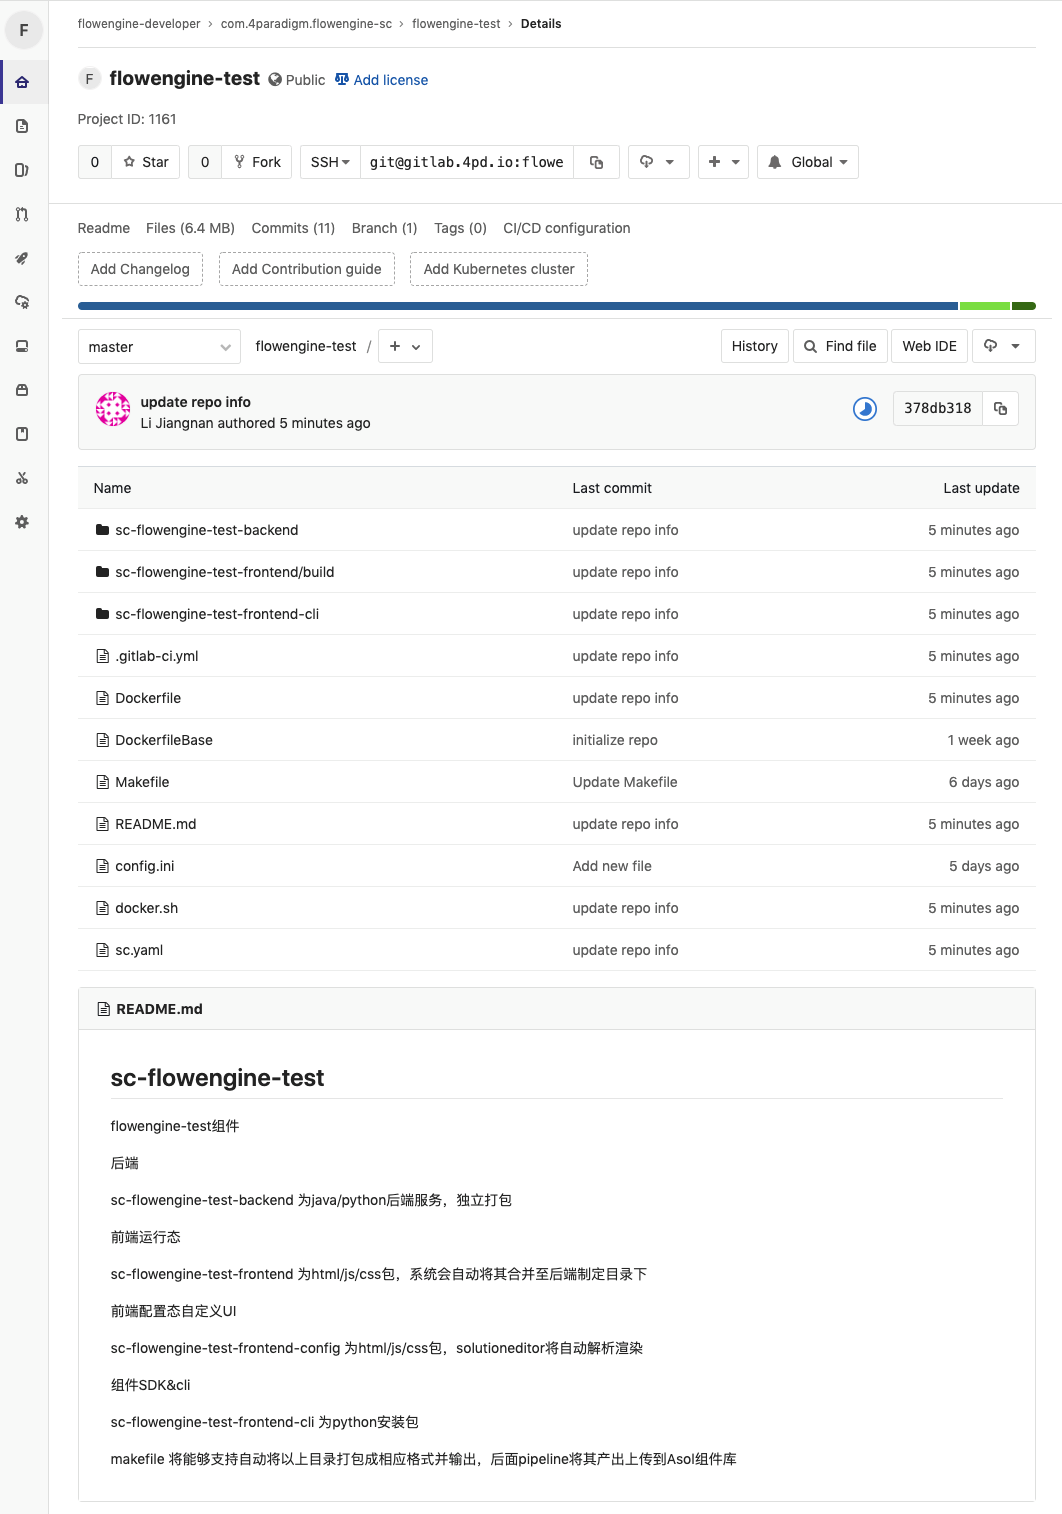 F
flowengine-developer › com.4paradigm.flowengine-sc › flowengine-test › Details
F flowengine-test Public Add license
Project ID: 1161
0 Star 0 Fork SSH git@gitlab.4pd.io:flowe Global
Readme Files (6.4 MB) Commits (11) Branch (1) Tags (0) CI/CD configuration
Add Changelog Add Contribution guide Add Kubernetes cluster
master flowengine-test / + History Find file Web IDE
update repo info
Li Jiangnan authored 5 minutes ago
378db318
Name Last commit Last update
sc-flowengine-test-backend update repo info 5 minutes ago
sc-flowengine-test-frontend/build update repo info 5 minutes ago
sc-flowengine-test-frontend-cli update repo info 5 minutes ago
.gitlab-ci.yml update repo info 5 minutes ago
Dockerfile update repo info 5 minutes ago
DockerfileBase initialize repo 1 week ago
Makefile Update Makefile 6 days ago
README.md update repo info 5 minutes ago
config.ini Add new file 5 days ago
docker.sh update repo info 5 minutes ago
sc.yaml update repo info 5 minutes ago
README.md
sc-flowengine-test
flowengine-test组件
后端
sc-flowengine-test-backend 为java/python后端服务，独立打包
前端运行态
sc-flowengine-test-frontend 为html/js/css包，系统会自动将其合并至后端制定目录下
前端配置态自定义UI
sc-flowengine-test-frontend-config 为html/js/css包，solutioneditor将自动解析渲染
组件SDK&cli
sc-flowengine-test-frontend-cli 为python安装包
makefile 将能够支持自动将以上目录打包成相应格式并输出，后面pipeline将其产出上传到Asol组件库